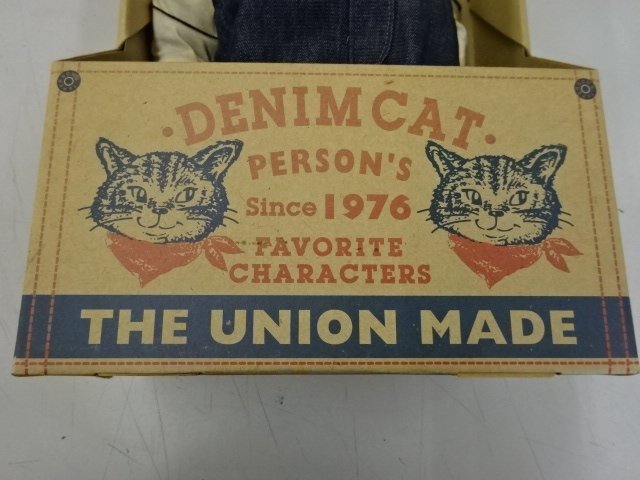 ·DENIM CAT·
PERSON'S
Since 1976
FAVORITE
CHARACTERS
THE UNION MADE